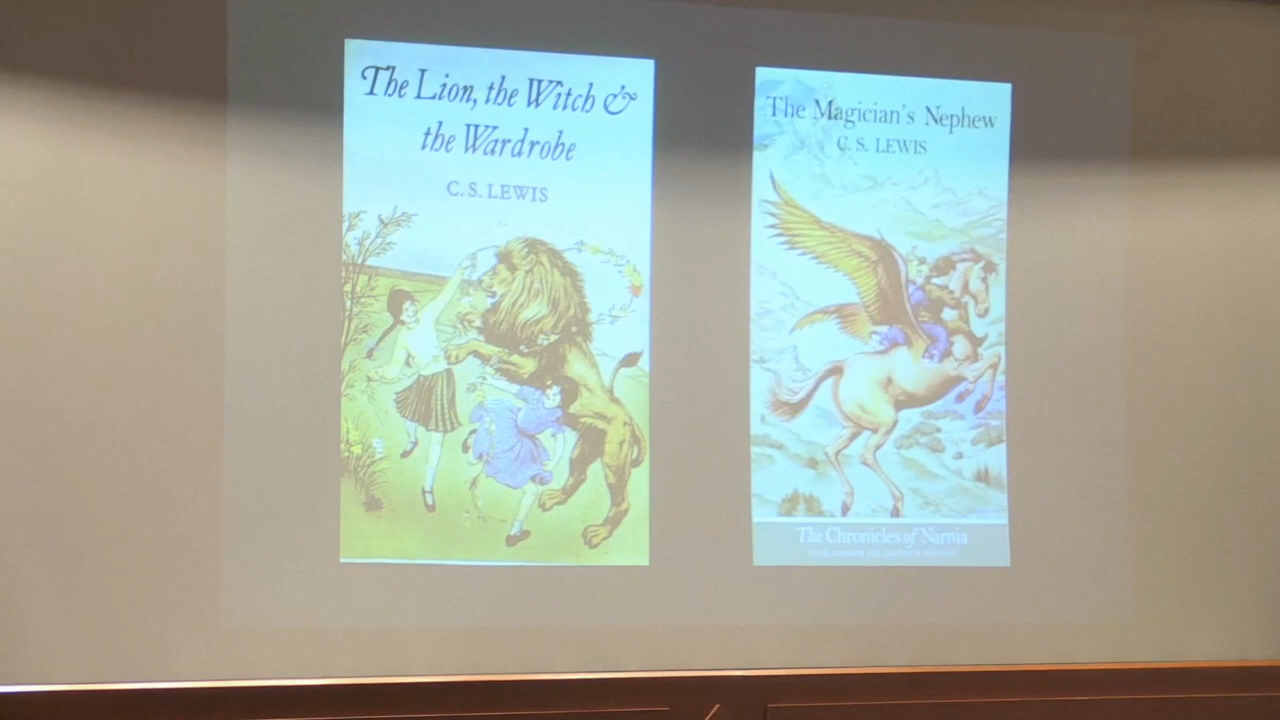 The Lion, the Witch &
the Wardrobe
C. S. LEWIS
The Magician's Nephew
C. S. LEWIS
The Chronicles of Narnia